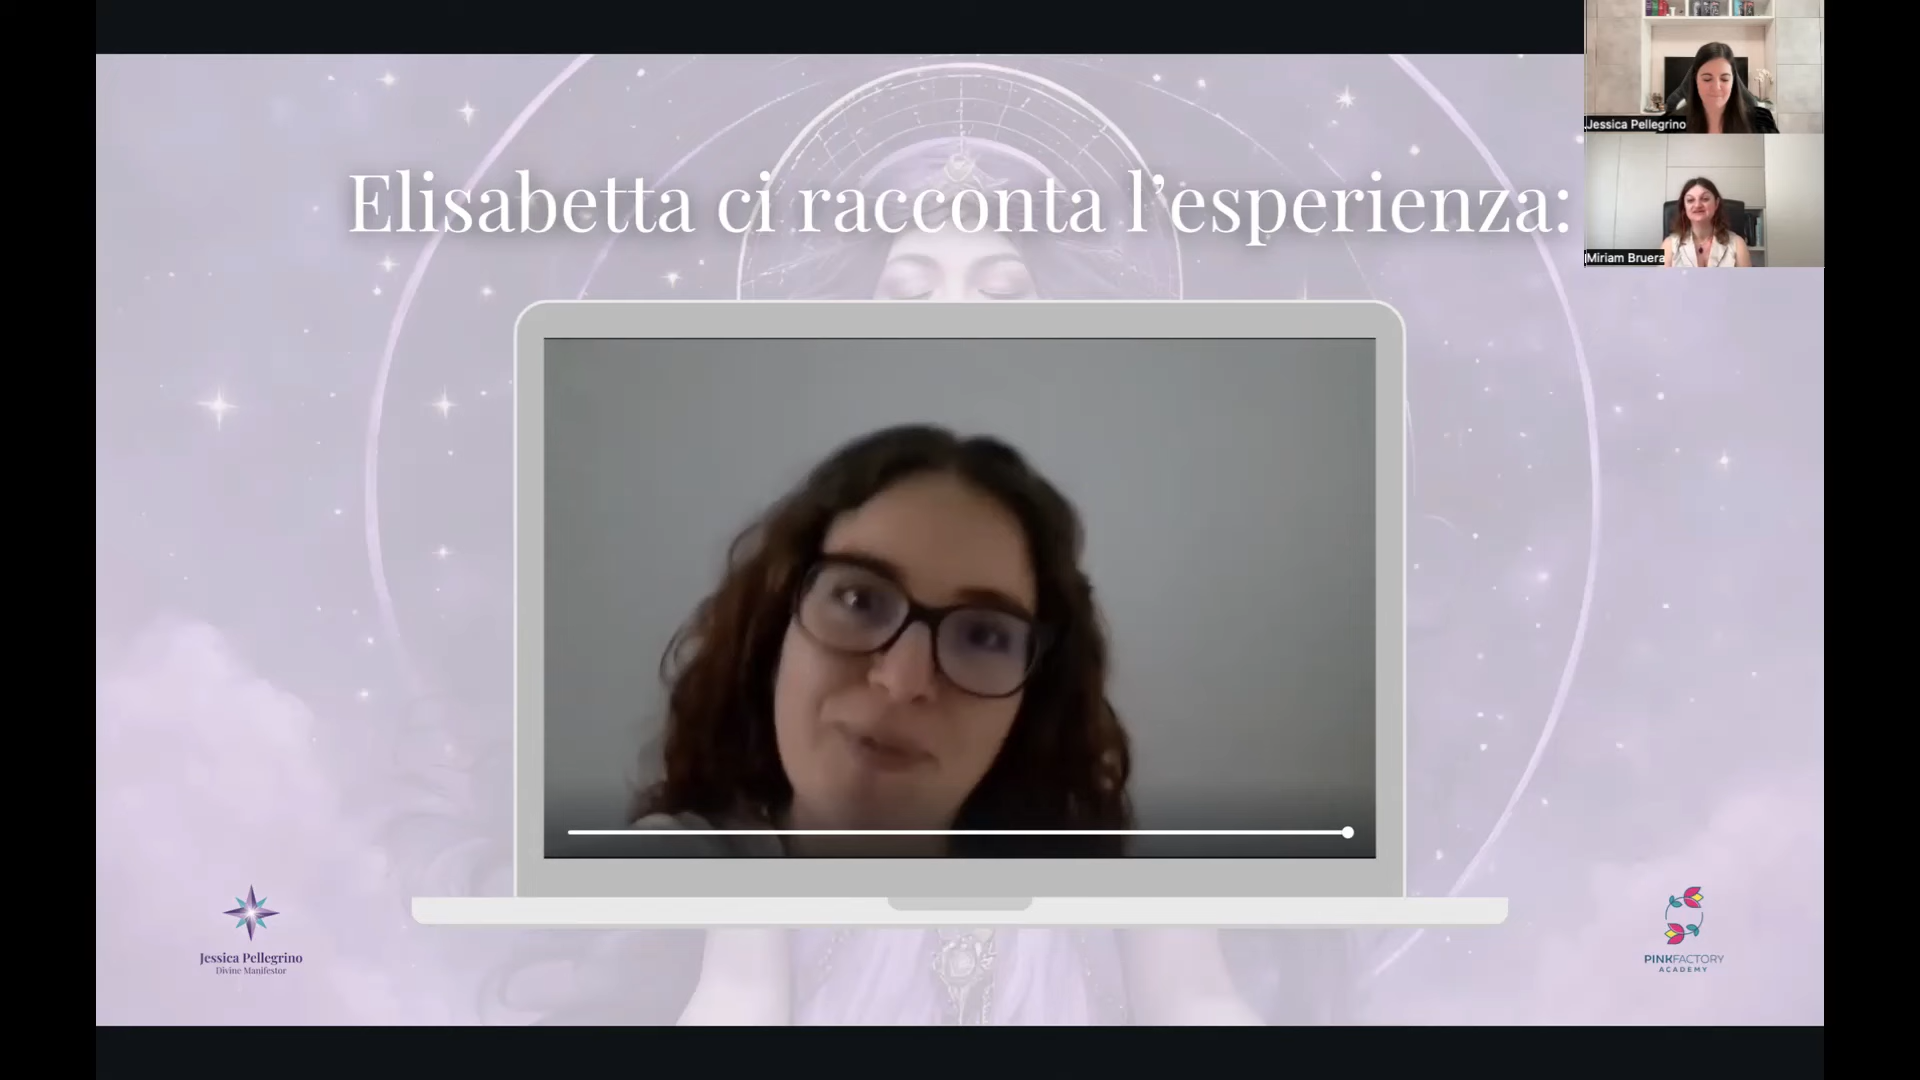 Elisabetta ci racconta l'esperienza:
Jessica Pellegrino
Miriam Bruera
Jessica Pellegrino
Divine Manifestor
PINKFACTORY
ACADEMY